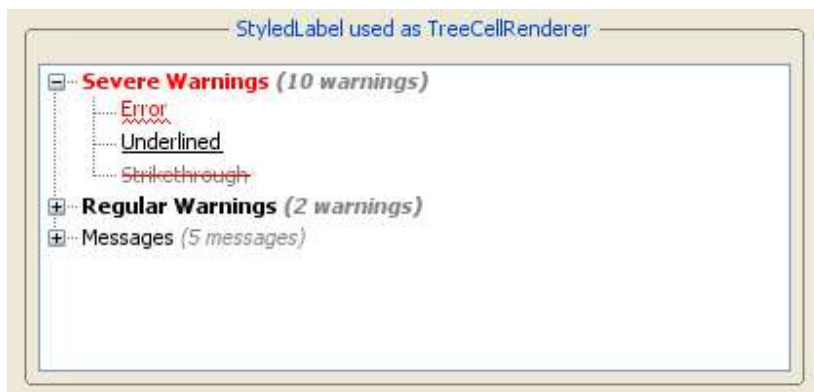 StyledLabel used as TreeCellRenderer
Severe Warnings (10 warnings)
Error
Underlined
Strikethrough
Regular Warnings (2 warnings)
Messages (5 messages)